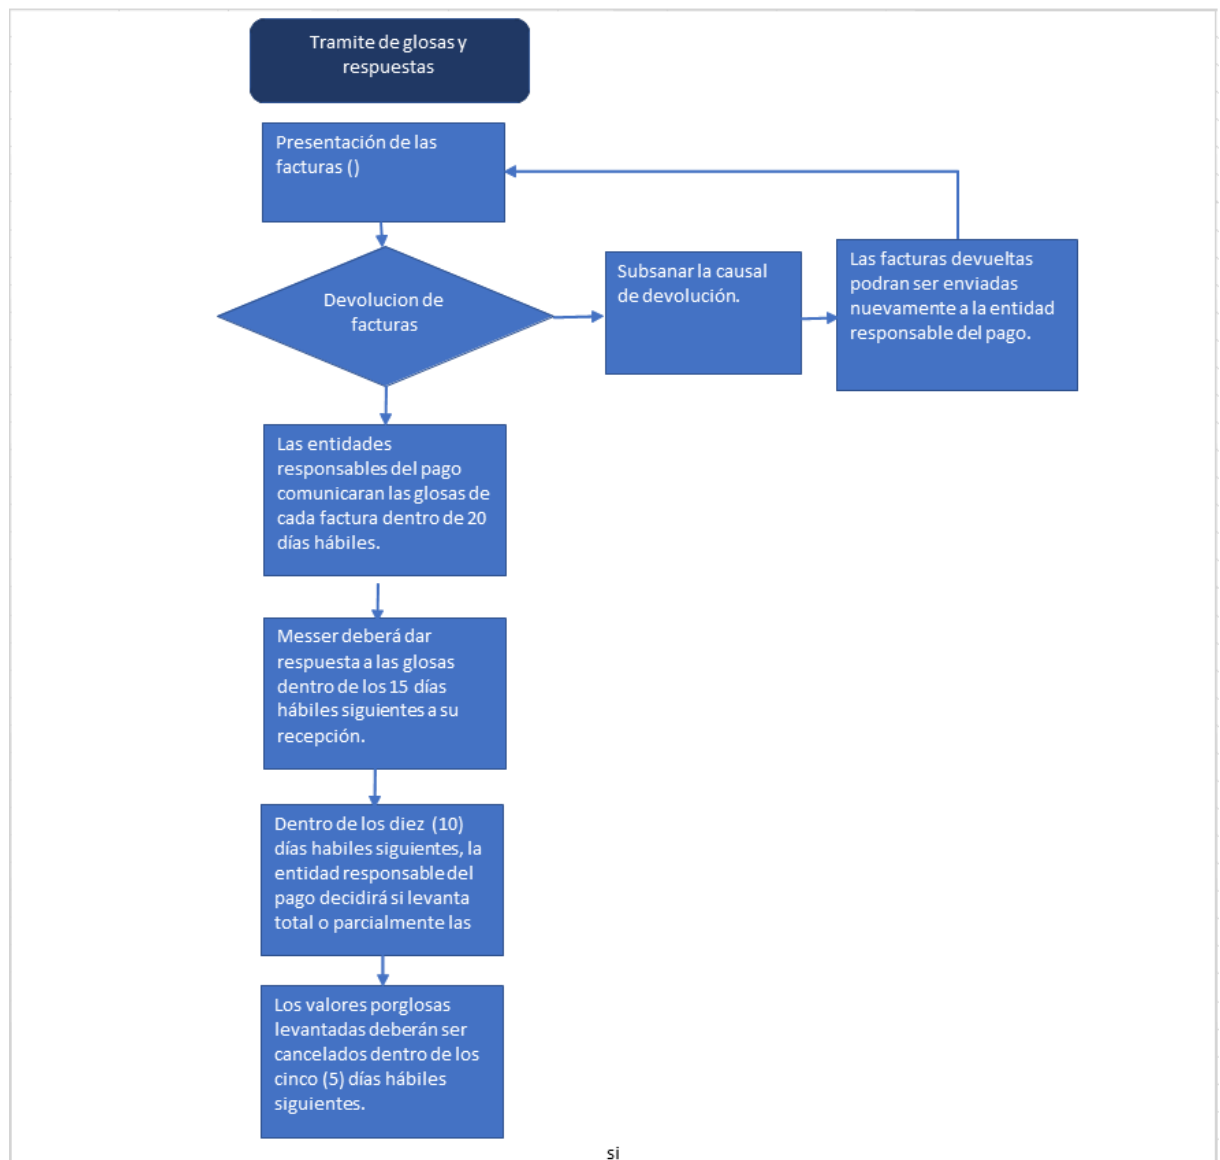 Tramite de glosas y
respuestas
Presentación de las
facturas ()
Devolucion de
facturas
Subsanar la causal
de devolución.
Las facturas devueltas
podran ser enviadas
nuevamente a la entidad
responsable del pago.
Las entidades
responsables del pago
comunicaran las glosas de
cada factura dentro de 20
días hábiles.
Messer deberá dar
respuesta a las glosas
dentro de los 15 días
hábiles siguientes a su
recepción.
Dentro de los diez (10)
días habiles siguientes, la
entidad responsable del
pago decidirá si levanta
total o parcialmente las
Los valores porglosas
levantadas deberán ser
cancelados dentro de los
cinco (5) días hábiles
siguientes.
si